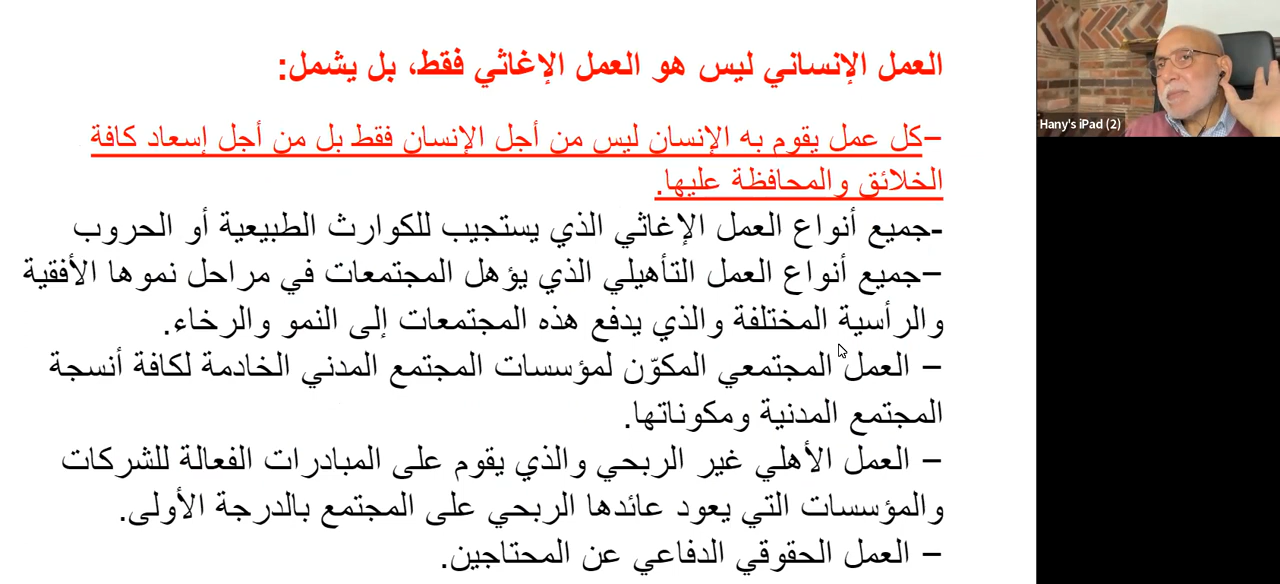 العمل الإنساني ليس هو العمل الإغاثي فقط، بل يشمل:
–كل عمل يقوم به الإنسان ليس من أجل الإنسان فقط بل من أجل إسعاد كافة
الخلائق والمحافظة عليها.
-جميع أنواع العمل الإغاثي الذي يستجيب للكوارث الطبيعية أو الحروب
–جميع أنواع العمل التأهيلي الذي يؤهل المجتمعات في مراحل نموها الأفقية
والرأسية المختلفة والذي يدفع هذه المجتمعات إلى النمو والرخاء.
– العمل المجتمعي المكوّن لمؤسسات المجتمع المدني الخادمة لكافة أنسجة
المجتمع المدنية ومكوناتها.
– العمل الأهلي غير الربحي والذي يقوم على المبادرات الفعالة للشركات
والمؤسسات التي يعود عائدها الربحي على المجتمع بالدرجة الأولى.
– العمل الحقوقي الدفاعي عن المحتاجين.
Hany's iPad (2)